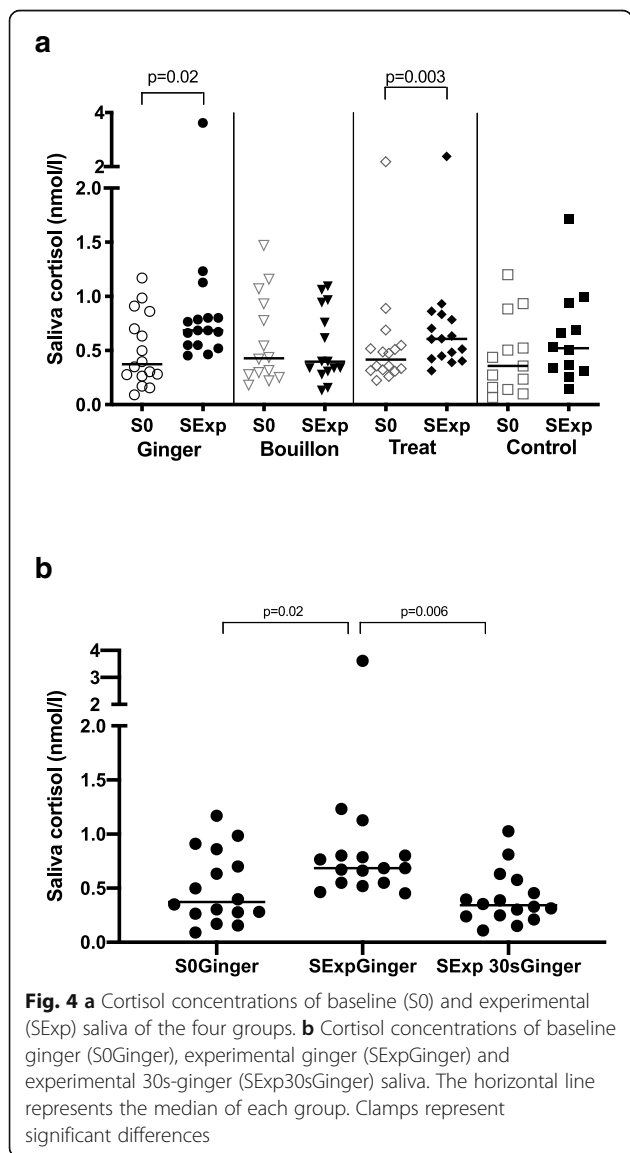 a
p=0.02 p=0.003
4
2
2.0
1.5
1.0
0.5
0.0
Saliva cortisol (nmol/l)
S0 SExp S0 SExp S0 SExp S0 SExp
Ginger Bouillon Treat Control
b
p=0.02 p=0.006
4
3
2
2.0
1.5
1.0
0.5
0.0
Saliva cortisol (nmol/l)
S0Ginger SExpGinger SExp 30sGinger
Fig. 4 a Cortisol concentrations of baseline (S0) and experimental
(SExp) saliva of the four groups. b Cortisol concentrations of baseline
ginger (S0Ginger), experimental ginger (SExpGinger) and
experimental 30s-ginger (SExp30sGinger) saliva. The horizontal line
represents the median of each group. Clamps represent
significant differences